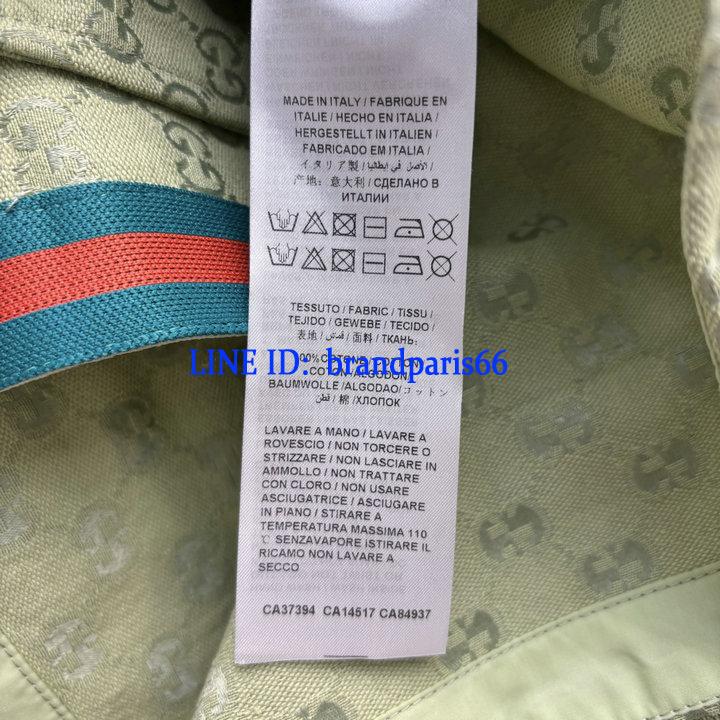 MADE IN ITALY / FABRIQUE EN
ITALIE / HECHO EN ITALIA /
HERGESTELLT IN ITALIEN /
FABRICADO EM ITALIA /
イタリア製 / الأصل في ايطاليا /
产地：意大利 / СДЕЛАНО В
ИТАЛИИ
TESSUTO / FABRIC / TISSU /
TEJIDO / GEWEBE / TECIDO /
表地 / قماش / 面料 / ТКАНЬ:
LINE ID: brandparis66
COTON /ALGODON/
BAUMWOLLE /ALGODAO/ コットン
/ قطن / 棉 /ХЛОПОК
LAVARE A MANO / LAVARE A
ROVESCIO / NON TORCERE O
STRIZZARE / NON LASCIARE IN
AMMOLLO / NON TRATTARE
CON CLORO / NON USARE
ASCIUGATRICE / ASCIUGARE
IN PIANO / STIRARE A
TEMPERATURA MASSIMA 110
℃ SENZAVAPORE iSTIRARE IL
RICAMO NON LAVARE A
SECCO
CA37394 CA14517 CA84937